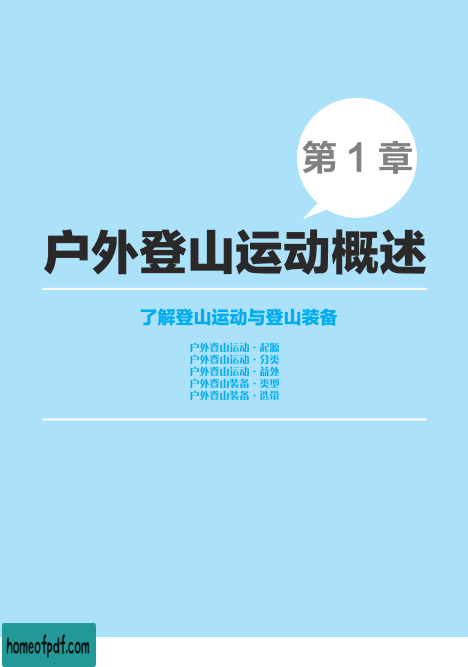 第1章
户外登山运动概述
了解登山运动与登山装备
户外登山运动·起源
户外登山运动·分类
户外登山运动·益处
户外登山装备·类型
户外登山装备·选带
homeofpdf.com